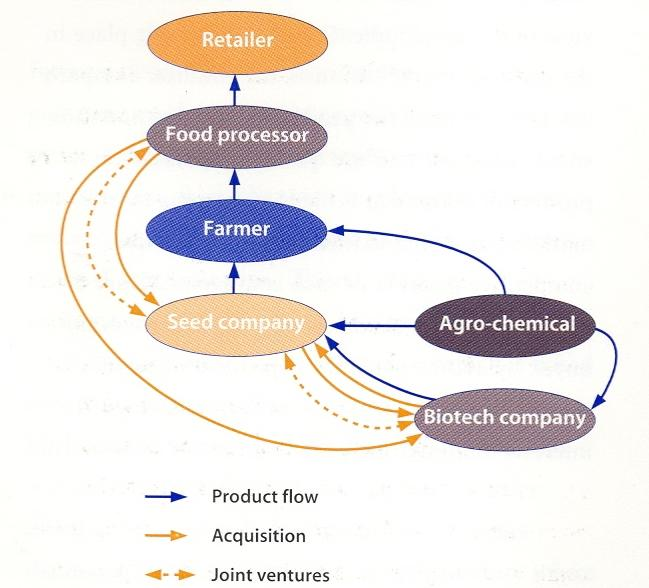 Retailer
Food processor
Farmer
Seed company
Agro-chemical
Biotech company
Product flow
Acquisition
Joint ventures